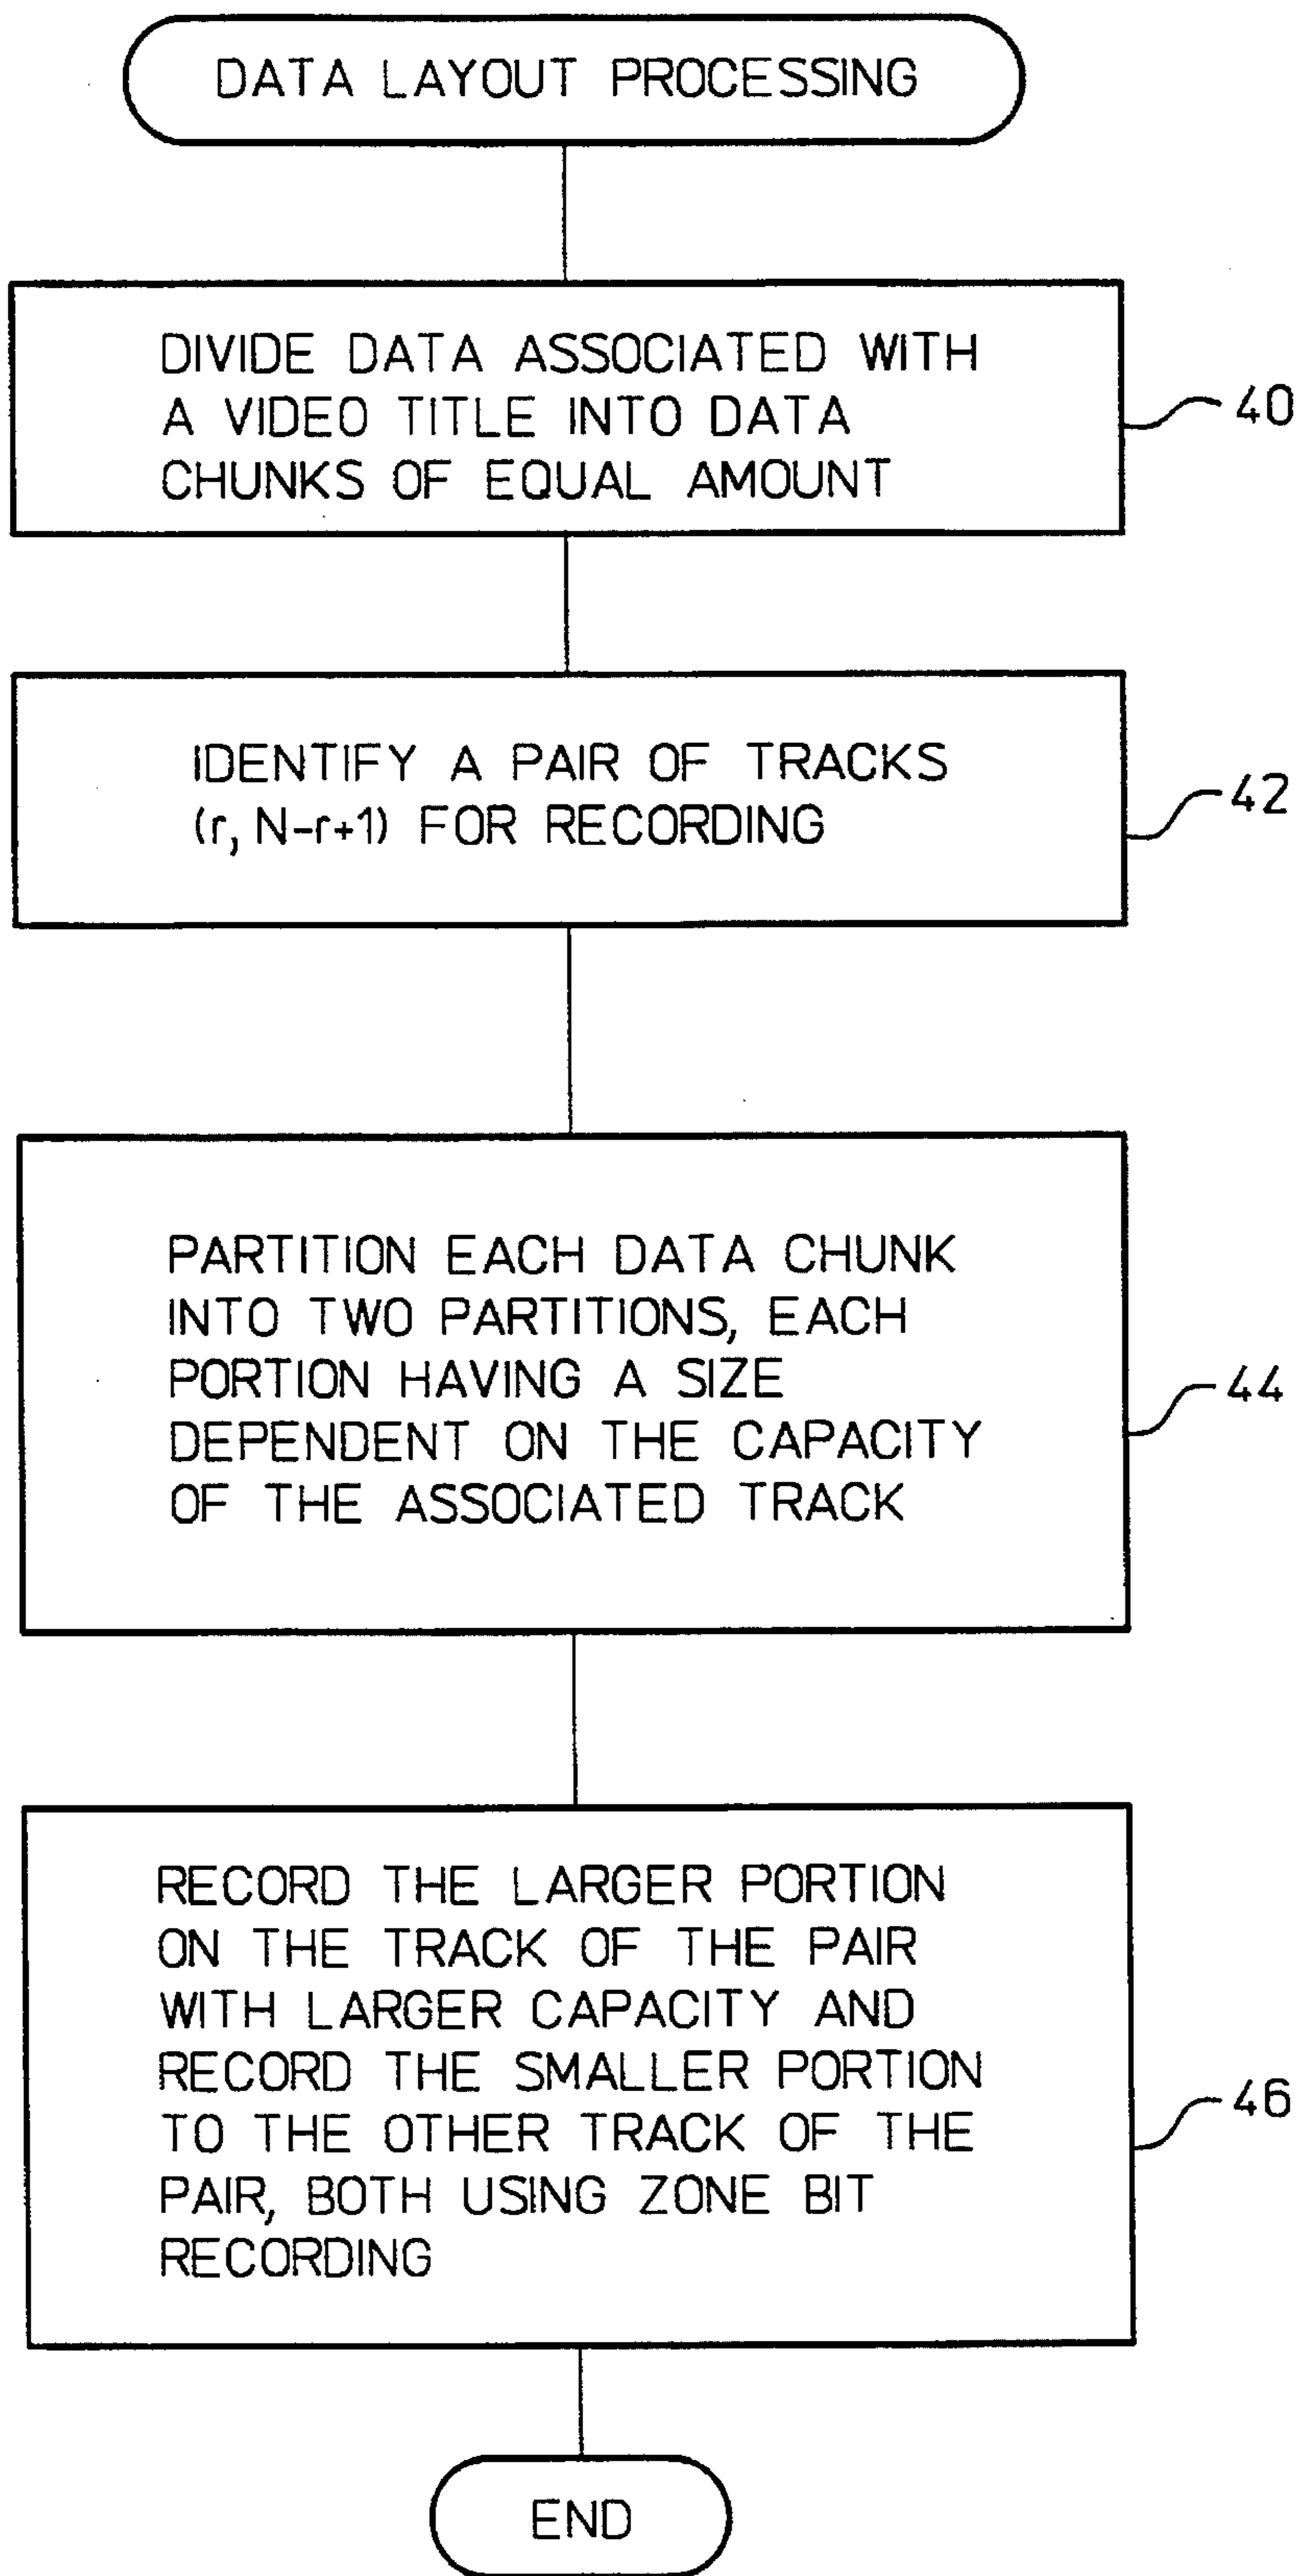 DATA LAYOUT PROCESSING
DIVIDE DATA ASSOCIATED WITH
A VIDEO TITLE INTO DATA
CHUNKS OF EQUAL AMOUNT
40
IDENTIFY A PAIR OF TRACKS
(r, N-r+1) FOR RECORDING
42
PARTITION EACH DATA CHUNK
INTO TWO PARTITIONS, EACH
PORTION HAVING A SIZE
DEPENDENT ON THE CAPACITY
OF THE ASSOCIATED TRACK
44
RECORD THE LARGER PORTION
ON THE TRACK OF THE PAIR
WITH LARGER CAPACITY AND
RECORD THE SMALLER PORTION
TO THE OTHER TRACK OF THE
PAIR, BOTH USING ZONE BIT
RECORDING
46
END